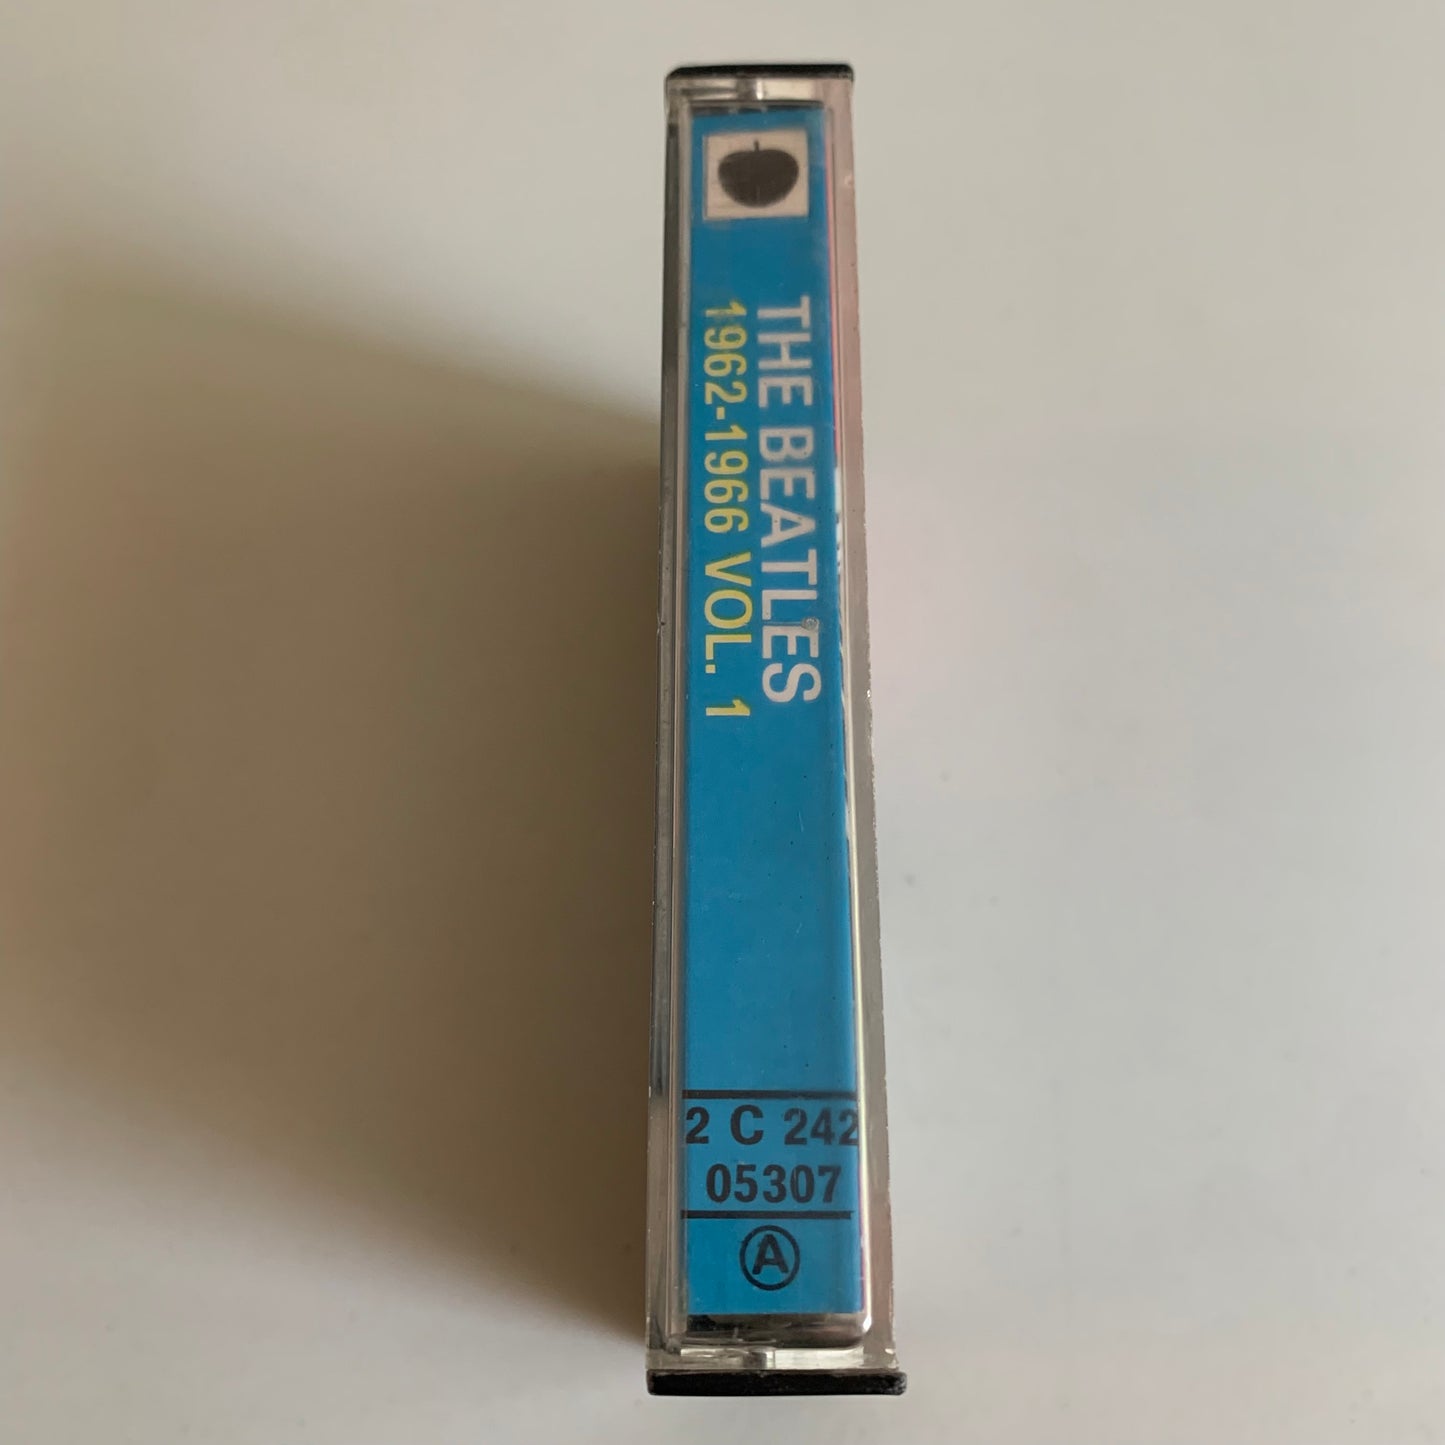 THE BEATLES
1962-1966 VOL. 1
2 C 242
05307
A